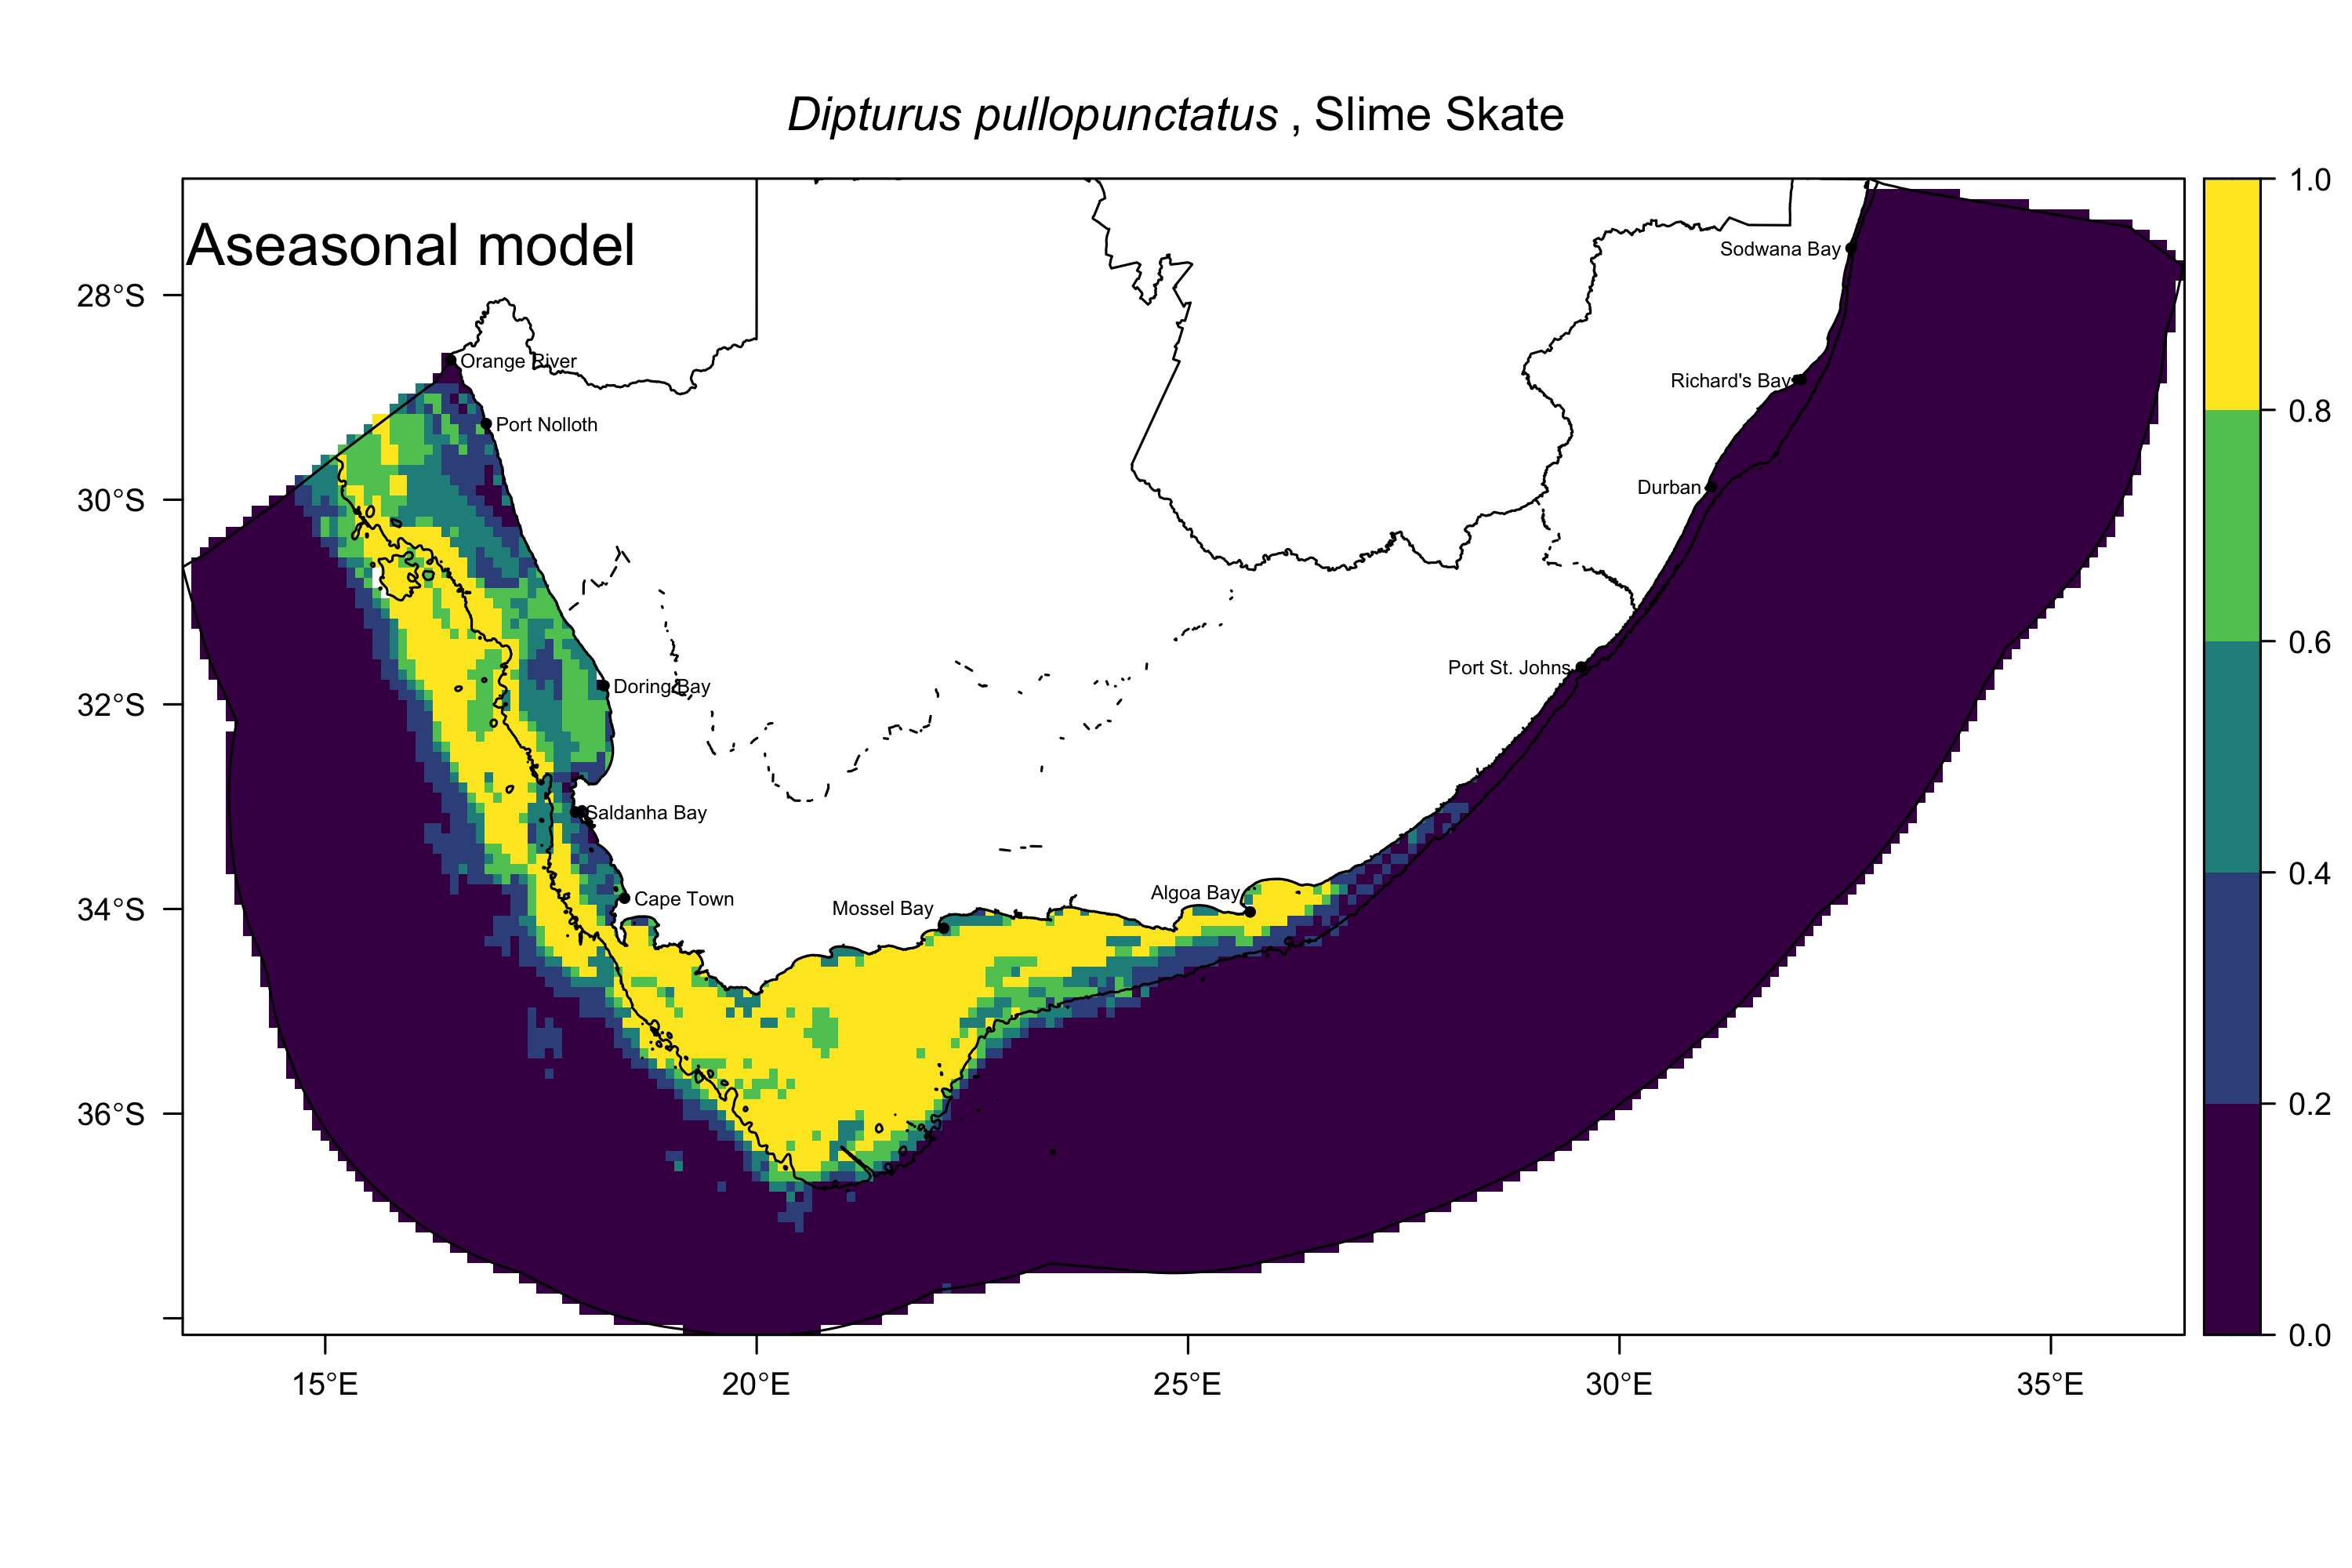 Dipturus pullopunctatus , Slime Skate
Aseasonal model
1.0
0.8
0.6
0.4
0.2
0.0
28°S
30°S
32°S
34°S
36°S
15°E
20°E
25°E
30°E
35°E
Sodwana Bay
Orange River
Richard's Bay
Port Nolloth
Durban
Port St. Johns
Doring Bay
Saldanha Bay
Algoa Bay
Cape Town
Mossel Bay